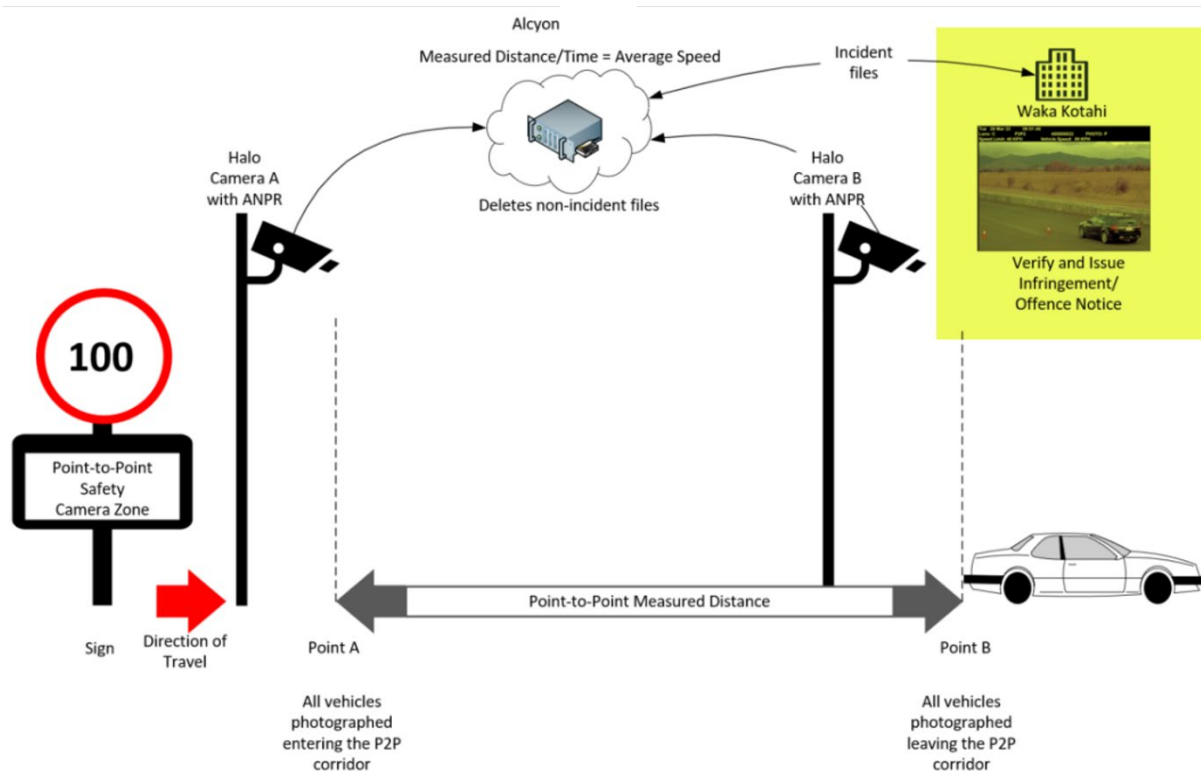 Alcyon
Measured Distance/Time = Average Speed
Deletes non-incident files
Incident
files
Waka Kotahi
Verify and Issue
Infringement/
Offence Notice
Halo
Camera A
with ANPR
Halo
Camera B
with ANPR
100
Point-to-Point
Safety
Camera Zone
Sign
Direction of
Travel
Point-to-Point Measured Distance
Point A
Point B
All vehicles
photographed
entering the P2P
corridor
All vehicles
photographed
leaving the P2P
corridor